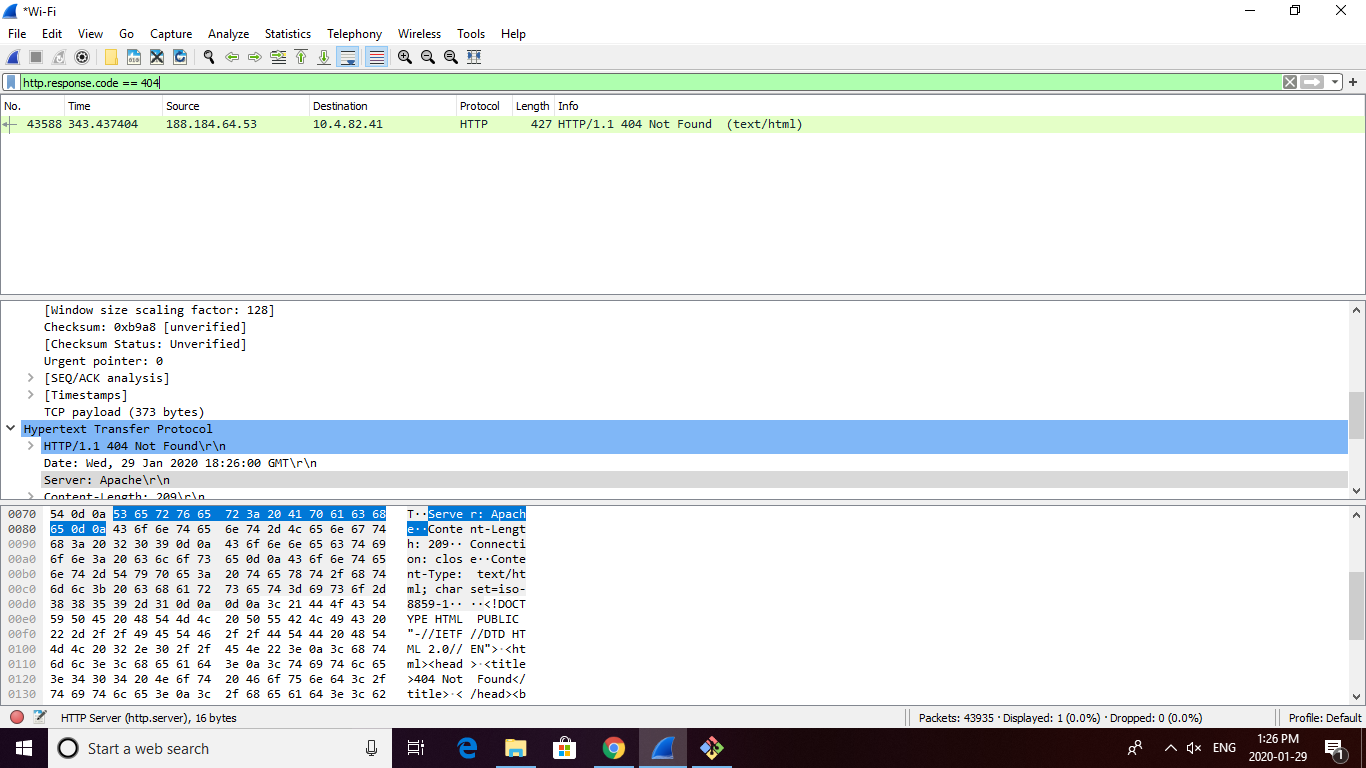 *Wi-Fi
File Edit View Go Capture Analyze Statistics Telephony Wireless Tools Help
http.response.code == 404
No. Time Source Destination Protocol Length Info
43588 343.437404 188.184.64.53 10.4.82.41 HTTP 427 HTTP/1.1 404 Not Found (text/html)
[Window size scaling factor: 128]
Checksum: 0xb9a8 [unverified]
[Checksum Status: Unverified]
Urgent pointer: 0
[SEQ/ACK analysis]
[Timestamps]
TCP payload (373 bytes)
Hypertext Transfer Protocol
HTTP/1.1 404 Not Found\r\n
Date: Wed, 29 Jan 2020 18:26:00 GMT\r\n
Server: Apache\r\n
Content-Length: 209\r\n
0070 54 0d 0a 53 65 72 76 65 72 3a 20 41 70 61 63 68 T··Serve r: Apach
0080 65 0d 0a 43 6f 6e 74 65 6e 74 2d 4c 65 6e 67 74 e··Conte nt-Lengt
0090 68 3a 20 32 30 39 0d 0a 43 6f 6e 6e 65 63 74 69 h: 209·· Connecti
00a0 6f 6e 3a 20 63 6c 6f 73 65 0d 0a 43 6f 6e 74 65 on: clos e··Conte
00b0 6e 74 2d 54 79 70 65 3a 20 74 65 78 74 2f 68 74 nt-Type: text/ht
00c0 6d 6c 3b 20 63 68 61 72 73 65 74 3d 69 73 6f 2d ml; char set=iso-
00d0 38 38 35 39 2d 31 0d 0a 0d 0a 3c 21 44 4f 43 54 8859-1·· ··<!DOCT
00e0 59 50 45 20 48 54 4d 4c 20 50 55 42 4c 49 43 20 YPE HTML PUBLIC
00f0 22 2d 2f 2f 49 45 54 46 2f 2f 44 54 44 20 48 54 "-//IETF //DTD HT
0100 4d 4c 20 32 2e 30 2f 2f 45 4e 22 3e 0a 3c 68 74 ML 2.0// EN">·<ht
0110 6d 6c 3e 3c 68 65 61 64 3e 0a 3c 74 69 74 6c 65 ml><head >·<title
0120 3e 34 30 34 20 4e 6f 74 20 46 6f 75 6e 64 3c 2f >404 Not Found</
0130 74 69 74 6c 65 3e 0a 3c 2f 68 65 61 64 3e 3c 62 title>·< /head><b
HTTP Server (http.server), 16 bytes Packets: 43935 · Displayed: 1 (0.0%) · Dropped: 0 (0.0%) Profile: Default
Start a web search ENG 1:26 PM
2020-01-29
1